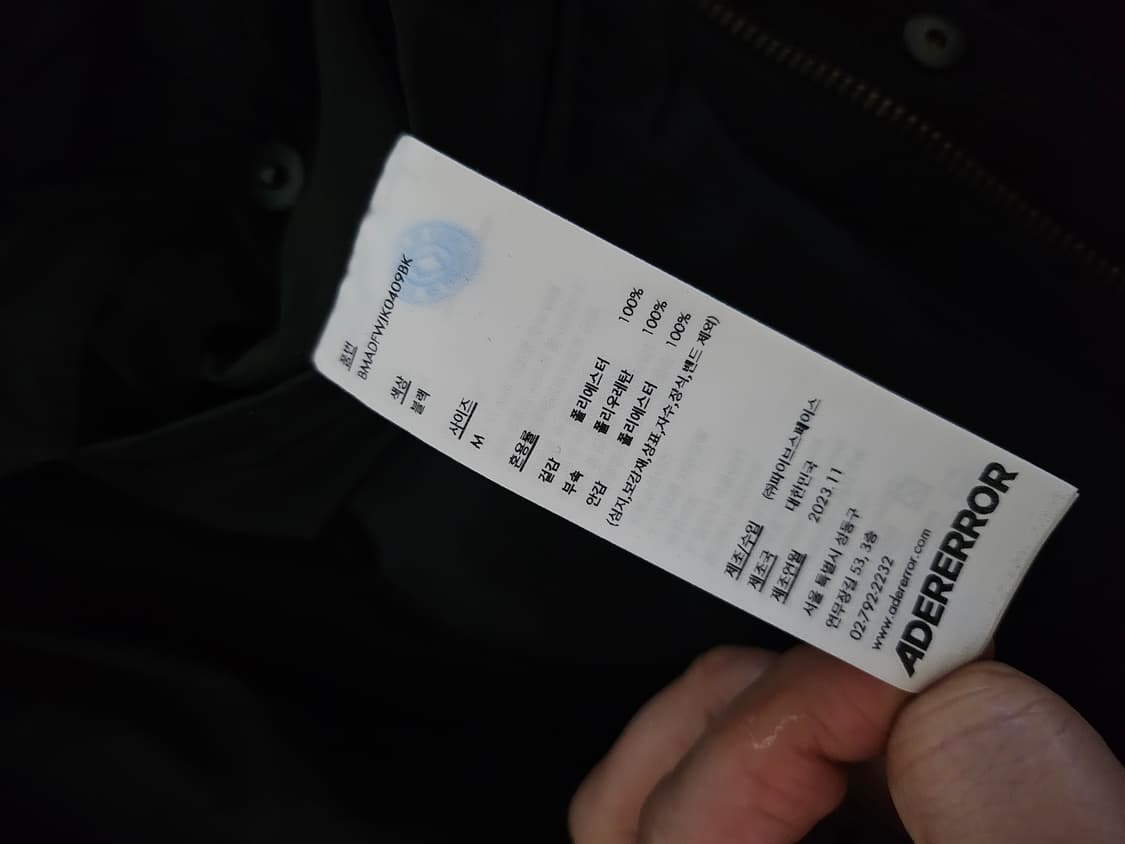 품번
BMADFWJK0409BK
색상
블랙
사이즈
M
혼용률
겉감 폴리에스터 100%
부속 폴리우레탄 100%
안감 폴리에스터 100%
(심지,보강재,상표,자수,장식,밴드 제외)
제조/수입 ㈜파이브스페이스
제조국 대한민국
제조연월 2023.11
서울 특별시 성동구
연무장길 53, 3층
02-792-2232
www.adererror.com
ADERERROR